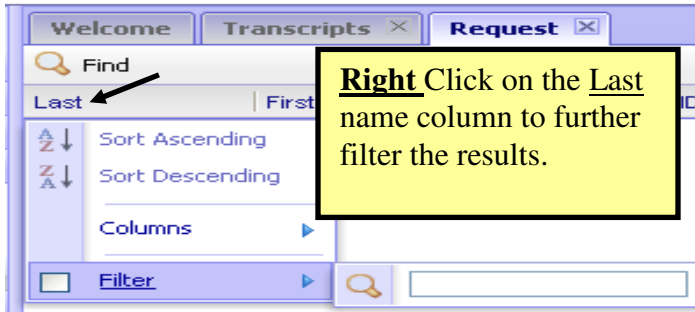 Welcome Transcripts Request
Find
Last First
Right Click on the Last
name column to further
filter the results.
Sort Ascending
Sort Descending
Columns
Filter